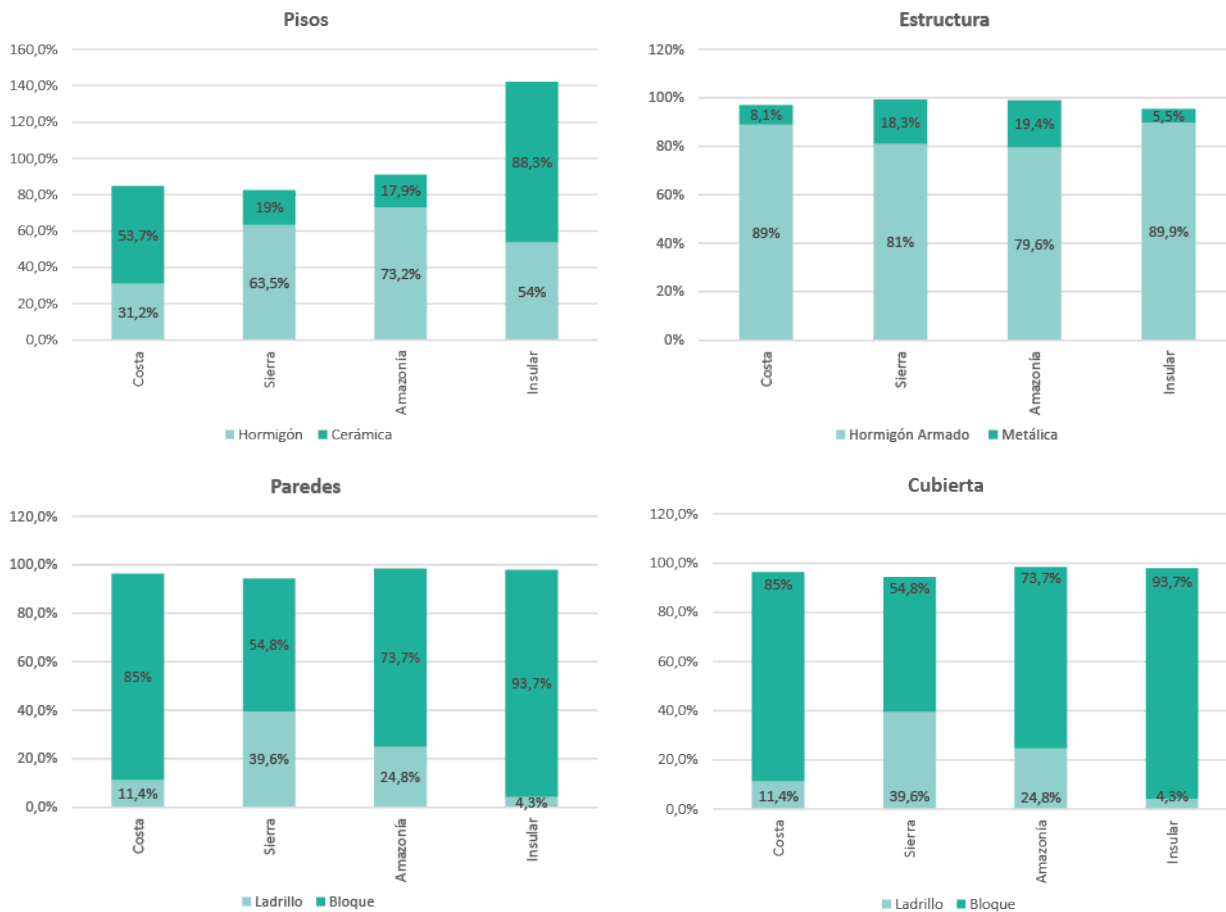 Pisos
160,0%
140,0%
120,0%
100,0%
80,0%
60,0%
40,0%
20,0%
0,0%
53,7%
31,2%
19%
63,5%
17,9%
73,2%
88,3%
54%
Costa
Sierra
Amazonía
Insular
Hormigón Cerámica
Estructura
120%
100%
80%
60%
40%
20%
0%
8,1%
89%
18,3%
81%
19,4%
79,6%
5,5%
89,9%
Costa
Sierra
Amazonía
Insular
Hormigón Armado Metálica
Paredes
120,0%
100,0%
80,0%
60,0%
40,0%
20,0%
0,0%
85%
11,4%
54,8%
39,6%
73,7%
24,8%
93,7%
4,3%
Costa
Sierra
Amazonía
Insular
Ladrillo Bloque
Cubierta
120,0%
100,0%
80,0%
60,0%
40,0%
20,0%
0,0%
85%
11,4%
54,8%
39,6%
73,7%
24,8%
93,7%
4,3%
Costa
Sierra
Amazonía
Insular
Ladrillo Bloque